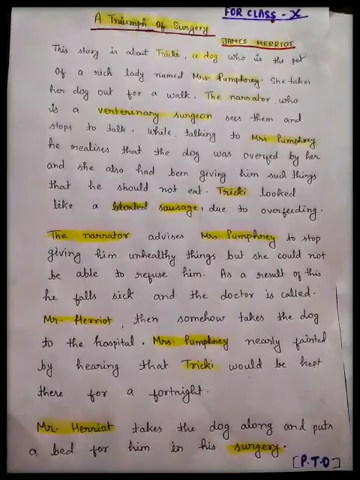 A Triumph of Surgery
FOR CLASS - X
JAMES HERRIOT
This story is about Tricki, a dog who is the pet
of a rich lady named Mrs. Pumphrey. She takes
her dog out for a walk. The narrator, who
is a verterinary surgeon sees them and
stops to talk. While, talking to Mrs. Pumphrey
he realises that the dog was overfed by her
and she also had been giving him such things
that he should not eat. Tricki looked
like a bloated sausage, due to overfeeding.
The narrator advises Mrs. Pumphrey to stop
giving him unhealthy things but she could not
be able to refuse him. As a result of this
he falls sick and the doctor is called.
Mr. Herriot, then somehow takes the dog
to the hospital. Mrs. Pumphrey nearly fainted
by hearing that Tricki would be kept
there for a fortnight.
Mr. Herriot takes the dog along and puts
a bed for him in his surgery.
[P.T.O]